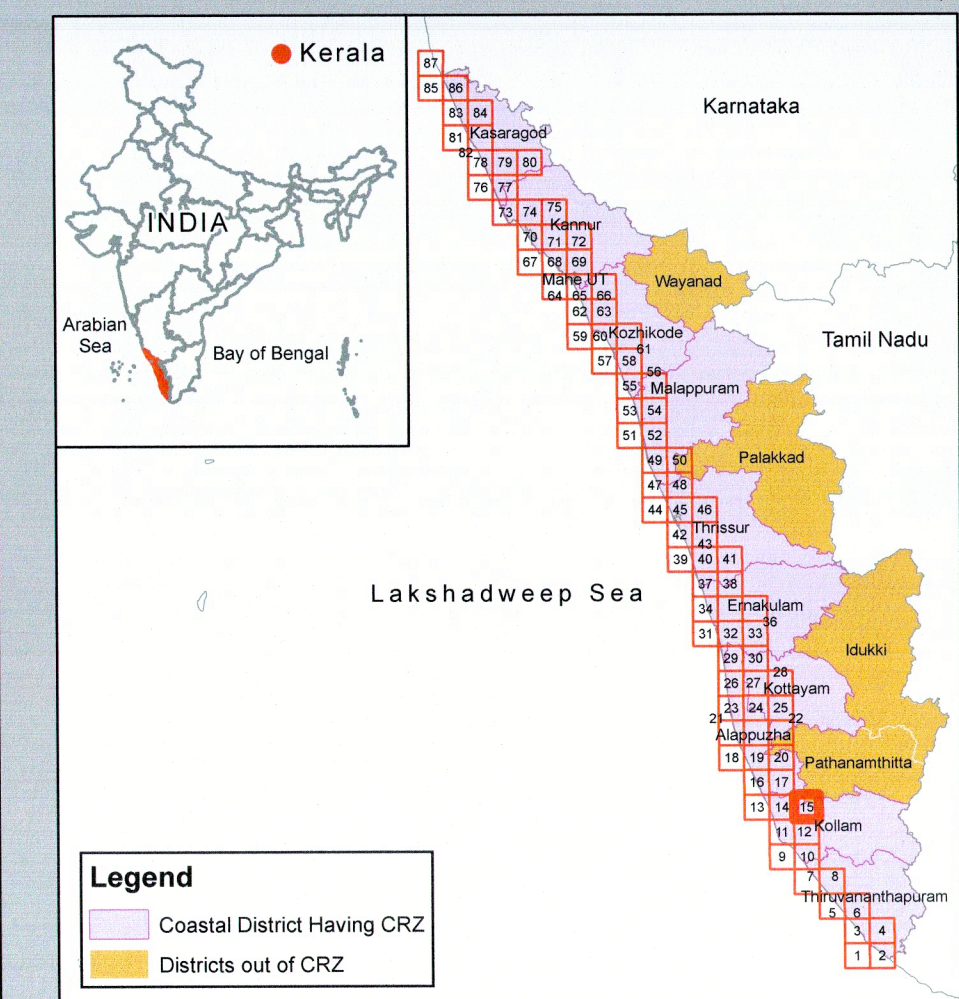 Kerala
INDIA
Arabian
Sea
Bay of Bengal
Karnataka
Tamil Nadu
Lakshadweep Sea
87
85 86
83 84
81 Kasaragod
82
78 79 80
76 77
73 74 75
Kannur
70 71 72
67 68 69
Mahe UT
64 65 66
Wayanad
62 63
59 60 Kozhikode
61
57 58
56
55 Malappuram
53 54
51 52
49 50 Palakkad
47 48
44 45 46
Thrissur
42 43
39 40 41
37 38
34 Ernakulam
36
31 32 33
Idukki
29 30
28
26 27 Kottayam
23 24 25
21 22
Alappuzha
18 19 20 Pathanamthitta
16 17
13 14 15
Kollam
11 12
9 10
7 8
Thiruvananthapuram
5 6
3 4
1 2
Legend
Coastal District Having CRZ
Districts out of CRZ